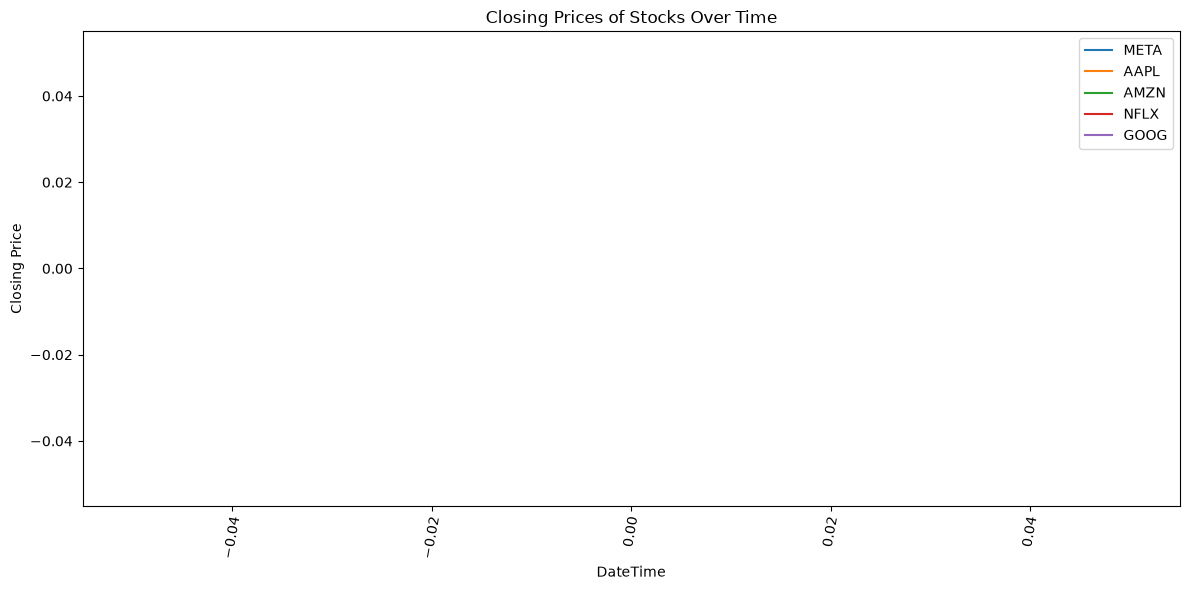 Closing Prices of Stocks Over Time
META
AAPL
AMZN
NFLX
GOOG
Closing Price
0.04
0.02
0.00
−0.02
−0.04
−0.04
−0.02
0.00
0.02
0.04
DateTime